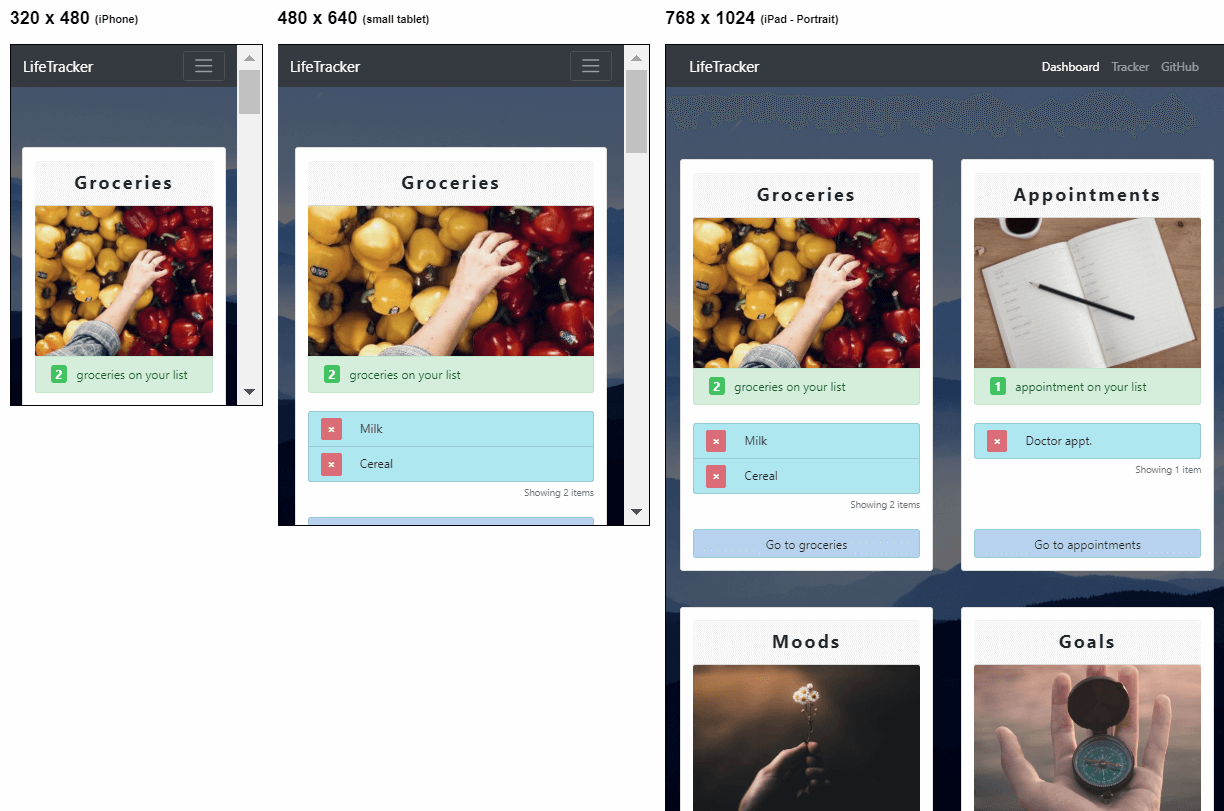 320 x 480 (iPhone)
LifeTracker
Groceries
2 groceries on your list
480 x 640 (small tablet)
LifeTracker
Groceries
2 groceries on your list
× Milk
× Cereal
Showing 2 items
768 x 1024 (iPad - Portrait)
LifeTracker Dashboard Tracker GitHub
Groceries
2 groceries on your list
× Milk
× Cereal
Showing 2 items
Go to groceries
Appointments
1 appointment on your list
× Doctor appt.
Showing 1 item
Go to appointments
Moods
Goals